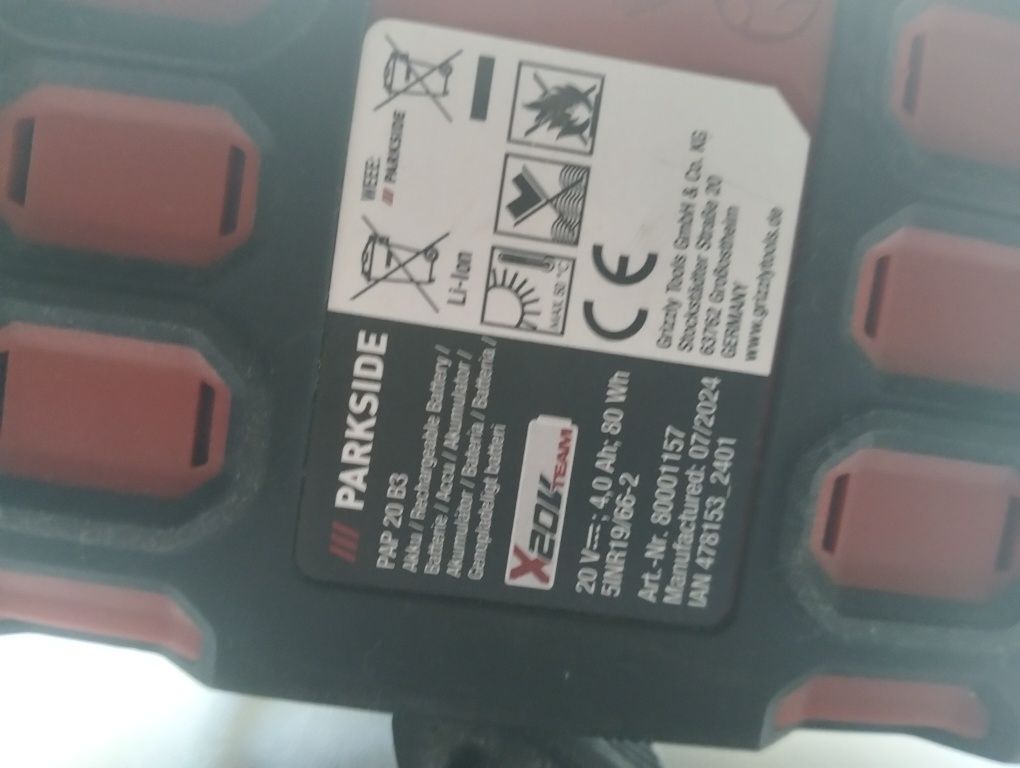 /// PARKSIDE
PAP 20 B3
Akku / Rechargeable Battery /
Batterie / Accu / Akumulator /
Akumulátor / Batería / Batteria /
Genopladeligt batteri
X20V TEAM
20 V ⎓; 4,0 Ah; 80 Wh
5INR19/66-2
Art.-Nr. 80001157
Manufactured: 07/2024
IAN 478153_2401
Li-Ion
WEEE:
/// PARKSIDE
MAX. 50 °C
CE
Grizzly Tools GmbH & Co. KG
Stockstädter Straße 20
63762 Großostheim
GERMANY
www.grizzlytools.de